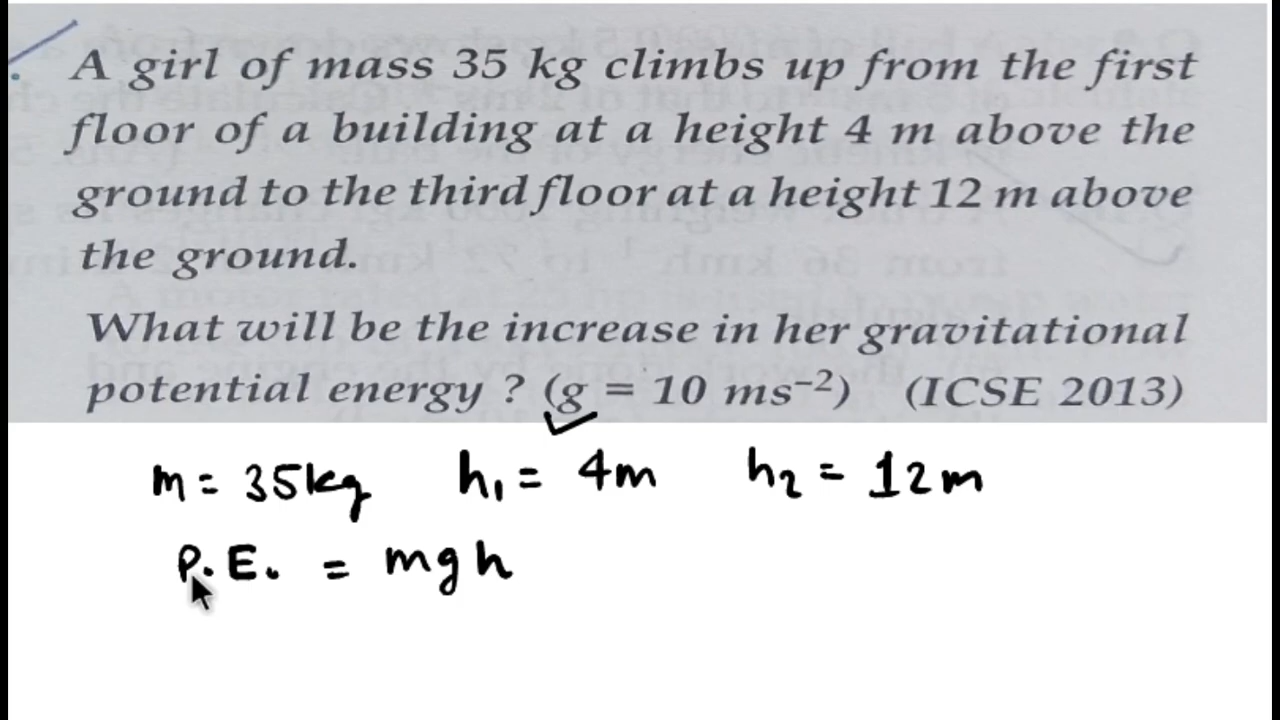 A girl of mass 35 kg climbs up from the first
floor of a building at a height 4 m above the
ground to the third floor at a height 12 m above
the ground.
What will be the increase in her gravitational
potential energy ? (g = 10 ms⁻²) (ICSE 2013)
m = 35kg h₁ = 4m h₂ = 12m
P.E. = mgh